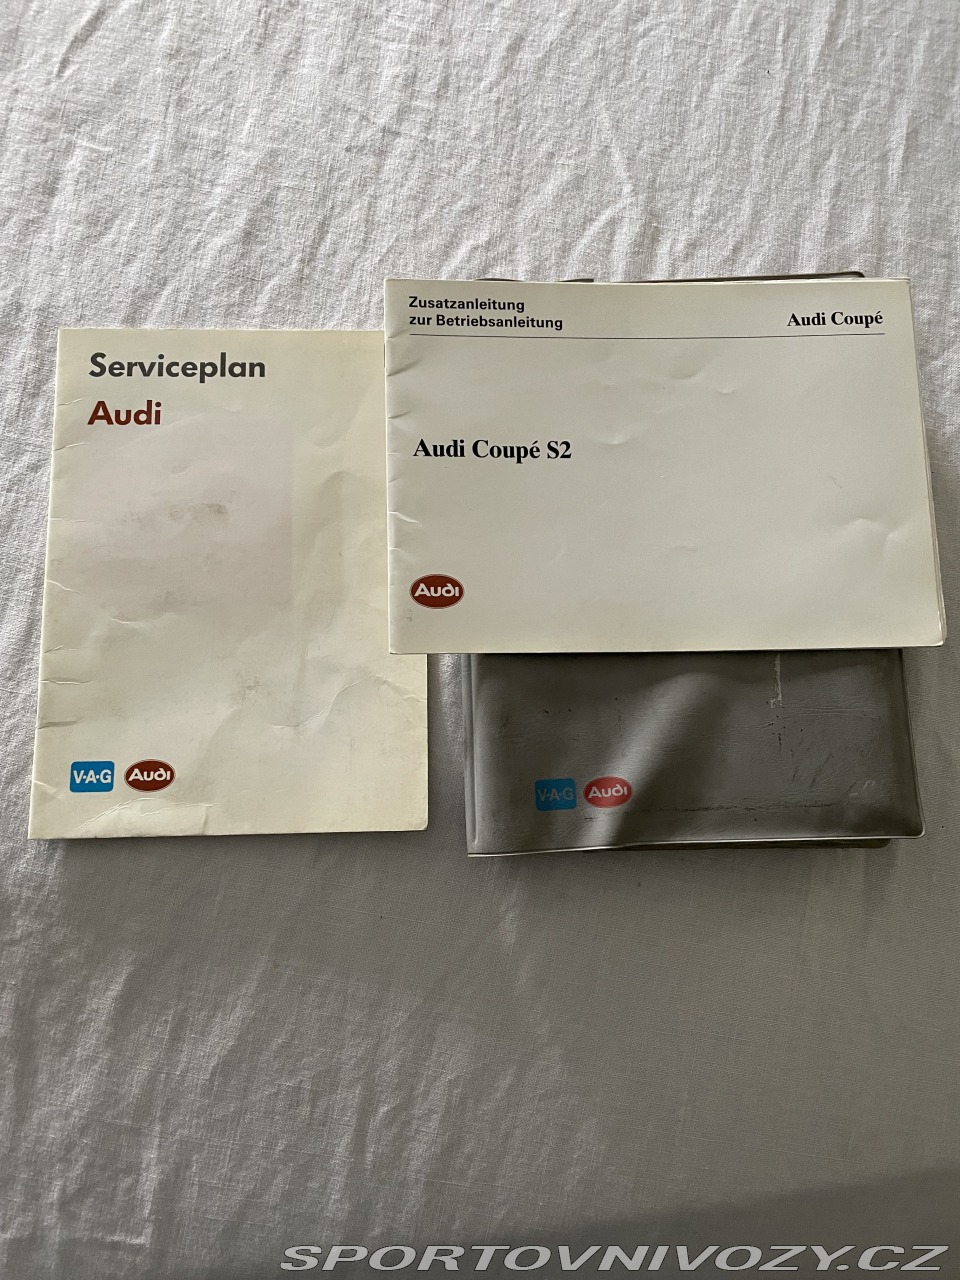 Serviceplan
Audi
V·A·G Audi
Zusatzanleitung
zur Betriebsanleitung
Audi Coupé
Audi Coupé S2
Audi
V·A·G Audi
SPORTOVNIVOZY.CZ